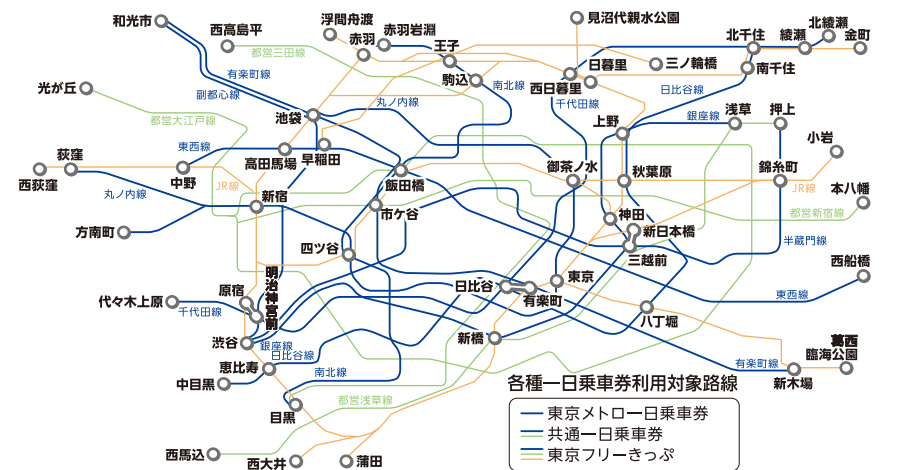 和光市
西高島平
浮間舟渡
赤羽
赤羽岩淵
王子
見沼代親水公園
北千住
綾瀬
北綾瀬
金町
都営三田線
有楽町線
副都心線
駒込
南北線
西日暮里
日暮里
三ノ輪橋
南千住
光が丘
都営大江戸線
池袋
丸ノ内線
千代田線
日比谷線
上野
銀座線
浅草
押上
小岩
東西線
荻窪
西荻窪
中野
高田馬場
早稲田
飯田橋
御茶ノ水
秋葉原
錦糸町
JR線
本八幡
丸ノ内線
JR線
新宿
市ケ谷
神田
新日本橋
都営新宿線
方南町
四ツ谷
三越前
半蔵門線
西船橋
原宿
明治神宮前
日比谷
有楽町
東京
東西線
代々木上原
千代田線
八丁堀
渋谷
銀座線
日比谷線
新橋
葛西
臨海公園
恵比寿
南北線
有楽町線
中目黒
新木場
目黒
都営浅草線
西馬込
西大井
蒲田
各種一日乗車券利用対象路線
東京メトロ一日乗車券
共通一日乗車券
東京フリーきっぷ